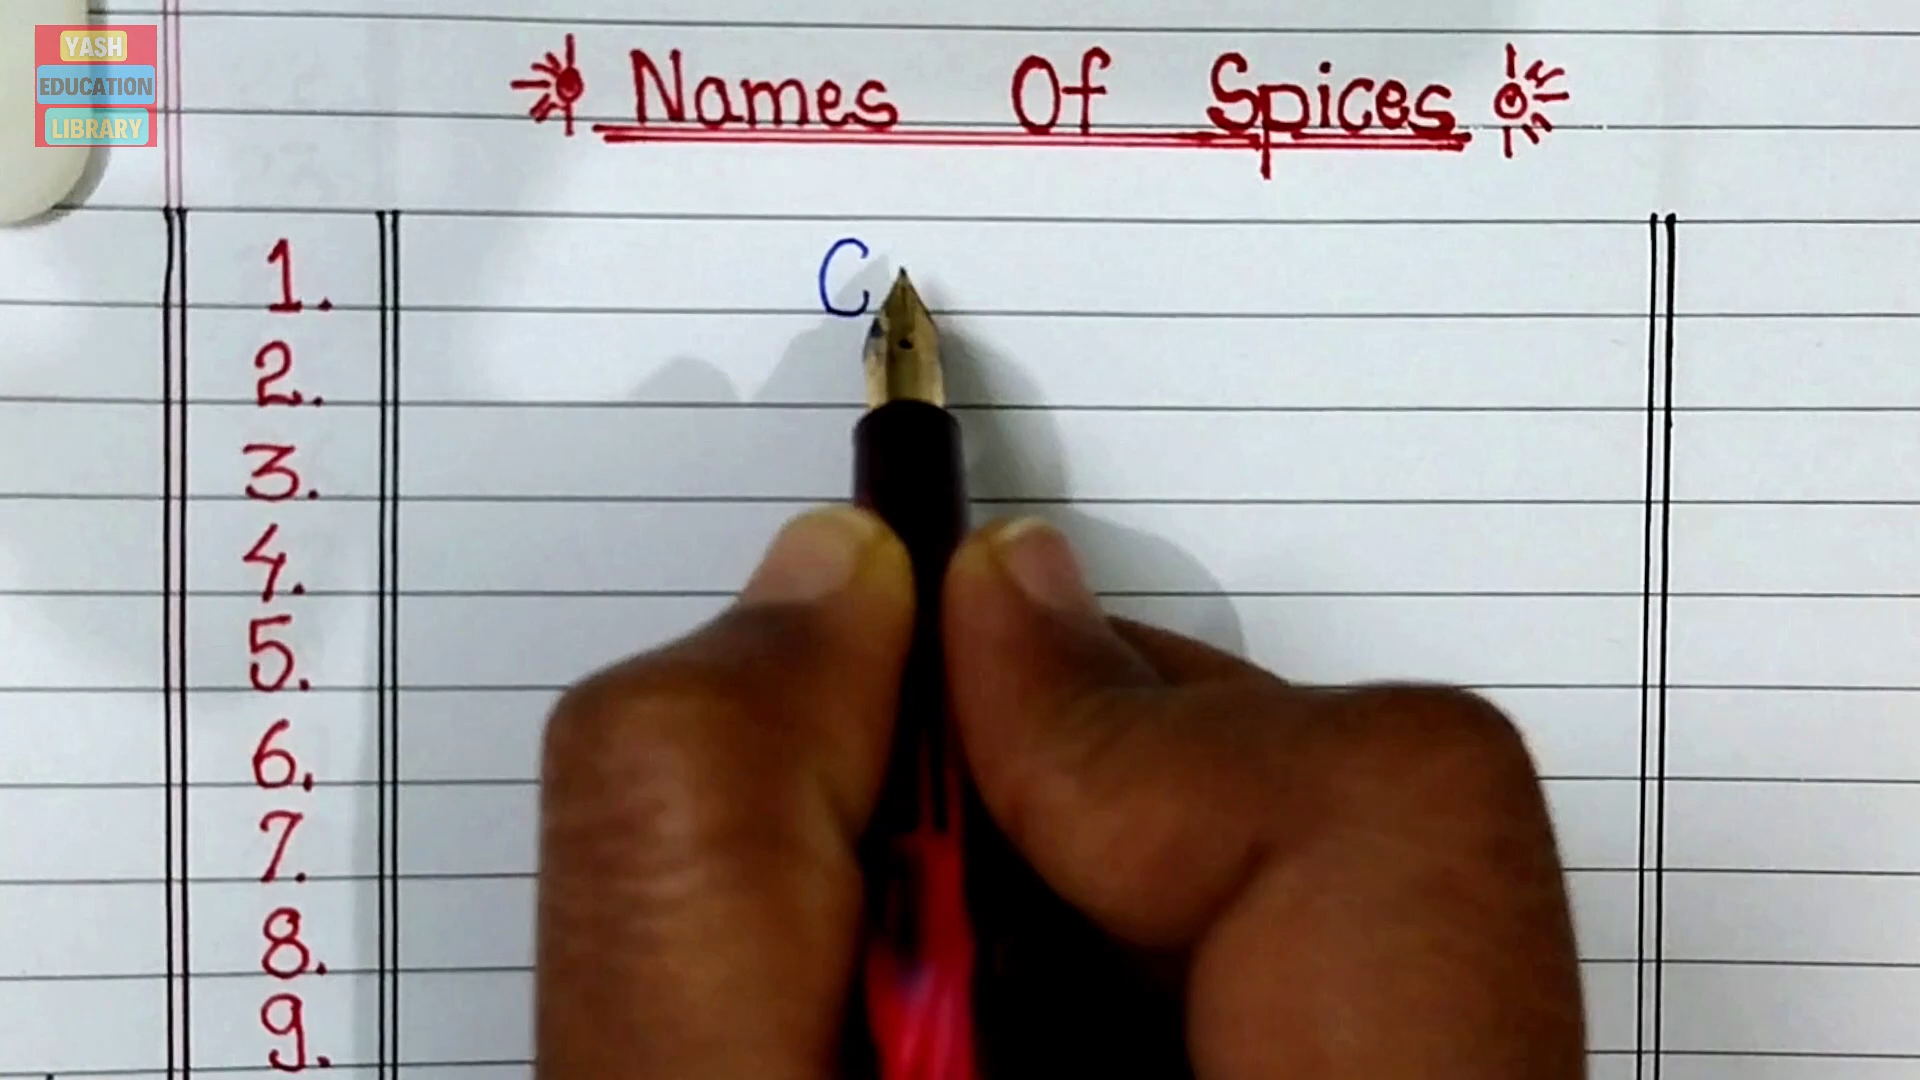 YASH
EDUCATION
LIBRARY
Names Of Spices
1. C
2.
3.
4.
5.
6.
7.
8.
9.